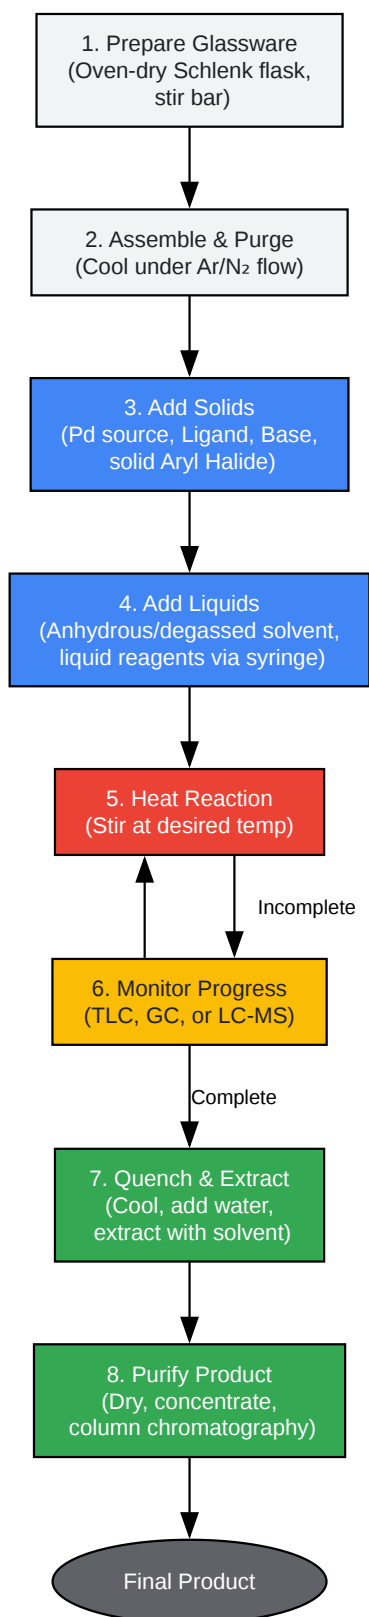 1. Prepare Glassware
(Oven-dry Schlenk flask,
stir bar)
2. Assemble & Purge
(Cool under Ar/N₂ flow)
3. Add Solids
(Pd source, Ligand, Base,
solid Aryl Halide)
4. Add Liquids
(Anhydrous/degassed solvent,
liquid reagents via syringe)
5. Heat Reaction
(Stir at desired temp)
Incomplete
6. Monitor Progress
(TLC, GC, or LC-MS)
Complete
7. Quench & Extract
(Cool, add water,
extract with solvent)
8. Purify Product
(Dry, concentrate,
column chromatography)
Final Product